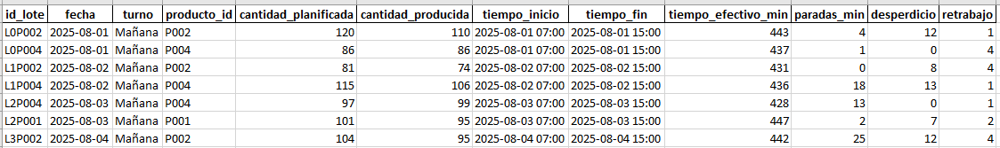 id_lote fecha turno producto_id cantidad_planificada cantidad_producida tiempo_inicio tiempo_fin tiempo_efectivo_min paradas_min desperdicio retrabajo
L0P002 2025-08-01 Mañana P002 120 110 2025-08-01 07:00 2025-08-01 15:00 443 4 12 1
L0P004 2025-08-01 Mañana P004 86 86 2025-08-01 07:00 2025-08-01 15:00 437 1 0 4
L1P002 2025-08-02 Mañana P002 81 74 2025-08-02 07:00 2025-08-02 15:00 431 0 8 4
L1P004 2025-08-02 Mañana P004 115 106 2025-08-02 07:00 2025-08-02 15:00 436 18 13 1
L2P004 2025-08-03 Mañana P004 97 99 2025-08-03 07:00 2025-08-03 15:00 428 13 0 1
L2P001 2025-08-03 Mañana P001 101 95 2025-08-03 07:00 2025-08-03 15:00 447 2 7 2
L3P002 2025-08-04 Mañana P002 104 95 2025-08-04 07:00 2025-08-04 15:00 442 25 12 4